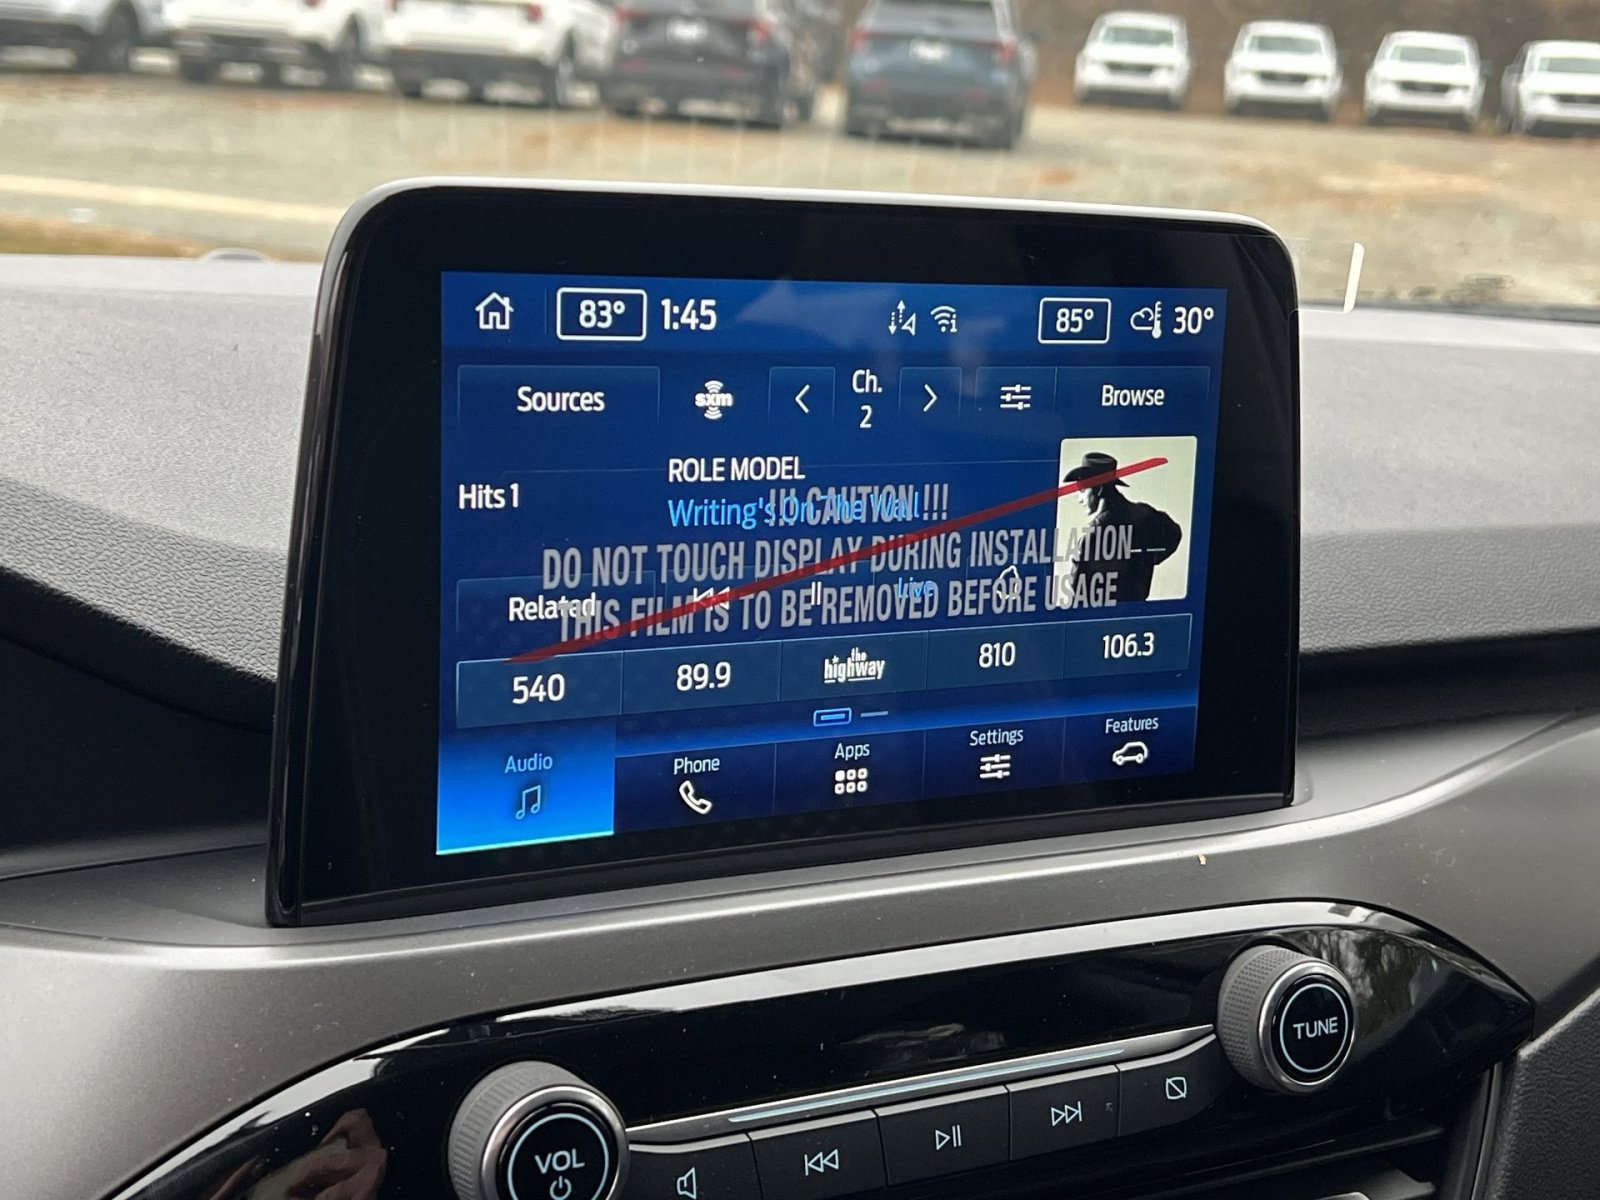 83° 1:45 85° 30°
Sources sxm Ch. 2 Browse
Hits 1
ROLE MODEL
Writing's On The Wall
!!! CAUTION !!!
DO NOT TOUCH DISPLAY DURING INSTALLATION
THIS FILM IS TO BE REMOVED BEFORE USAGE
Related Live
540 89.9 the highway 810 106.3
Audio Phone Apps Settings Features
VOL TUNE